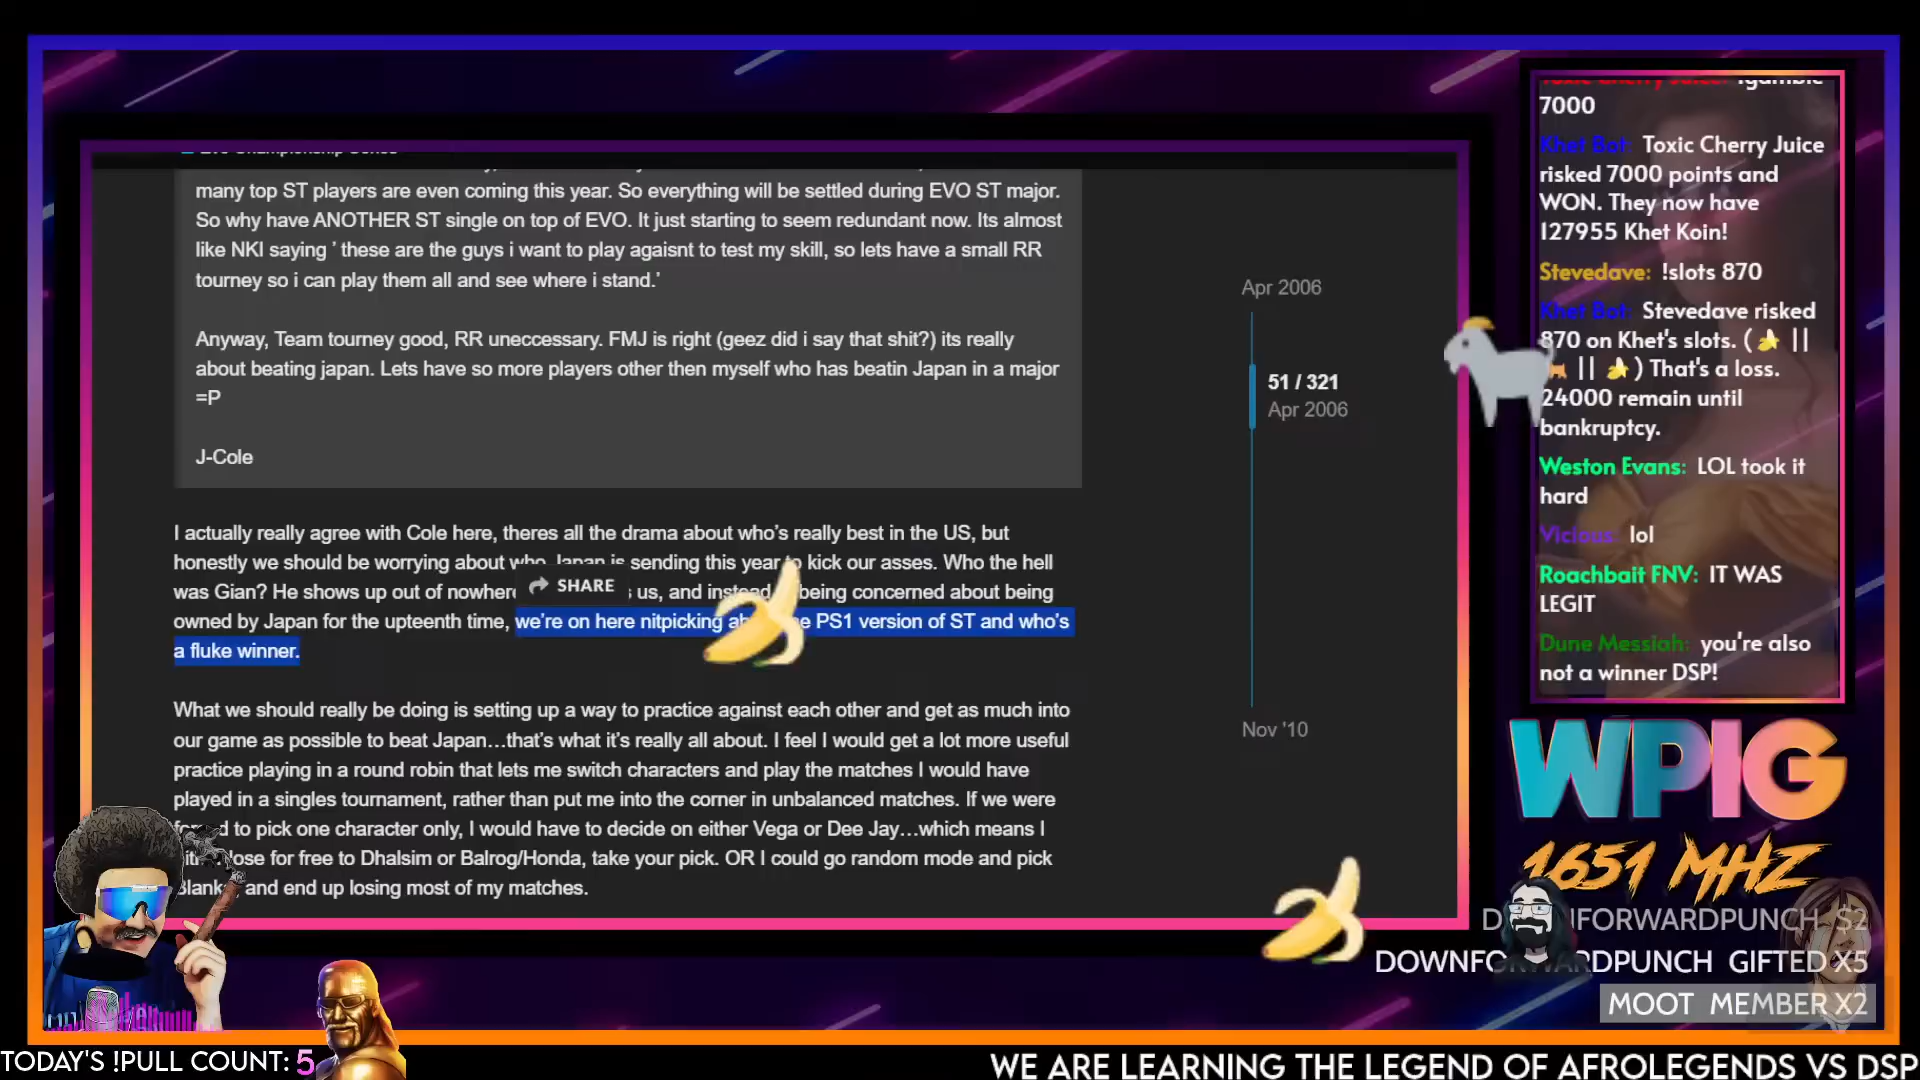 many top ST players are even coming this year. So everything will be settled during EVO ST major.
So why have ANOTHER ST single on top of EVO. It just starting to seem redundant now. Its almost
like NKI saying ' these are the guys i want to play agaisnt to test my skill, so lets have a small RR
tourney so i can play them all and see where i stand.'
Anyway, Team tourney good, RR uneccessary. FMJ is right (geez did i say that shit?) its really
about beating japan. Lets have so more players other then myself who has beatin Japan in a major
=P
J-Cole
I actually really agree with Cole here, theres all the drama about who's really best in the US, but
honestly we should be worrying about who Japan is sending this year to kick our asses. Who the hell
was Gian? He shows up out of nowhere us, and instead being concerned about being
SHARE
owned by Japan for the upteenth time, we're on here nitpicking PS1 version of ST and who's
a fluke winner.
What we should really be doing is setting up a way to practice against each other and get as much into
our game as possible to beat Japan…that's what it's really all about. I feel I would get a lot more useful
practice playing in a round robin that lets me switch characters and play the matches I would have
played in a singles tournament, rather than put me into the corner in unbalanced matches. If we were
to pick one character only, I would have to decide on either Vega or Dee Jay…which means I
lose for free to Dhalsim or Balrog/Honda, take your pick. OR I could go random mode and pick
and end up losing most of my matches.
Apr 2006
51 / 321
Apr 2006
Nov '10
Toxic Cherry Juice: !gamble
7000
Khet Bot: Toxic Cherry Juice
risked 7000 points and
WON. They now have
127955 Khet Koin!
Stevedave: !slots 870
Khet Bot: Stevedave risked
870 on Khet's slots. ( 🍌 ||
|| 🍌 ) That's a loss.
24000 remain until
bankruptcy.
Weston Evans: LOL took it
hard
Vicious: lol
Roachbait FNV: IT WAS
LEGIT
Dune Messiah: you're also
not a winner DSP!
WPIG
1651 MHZ
DOWNFORWARDPUNCH $2
DOWNFORWARDPUNCH GIFTED X5
MOOT MEMBER X2
TODAY'S !PULL COUNT: 5
WE ARE LEARNING THE LEGEND OF AFROLEGENDS VS DSP